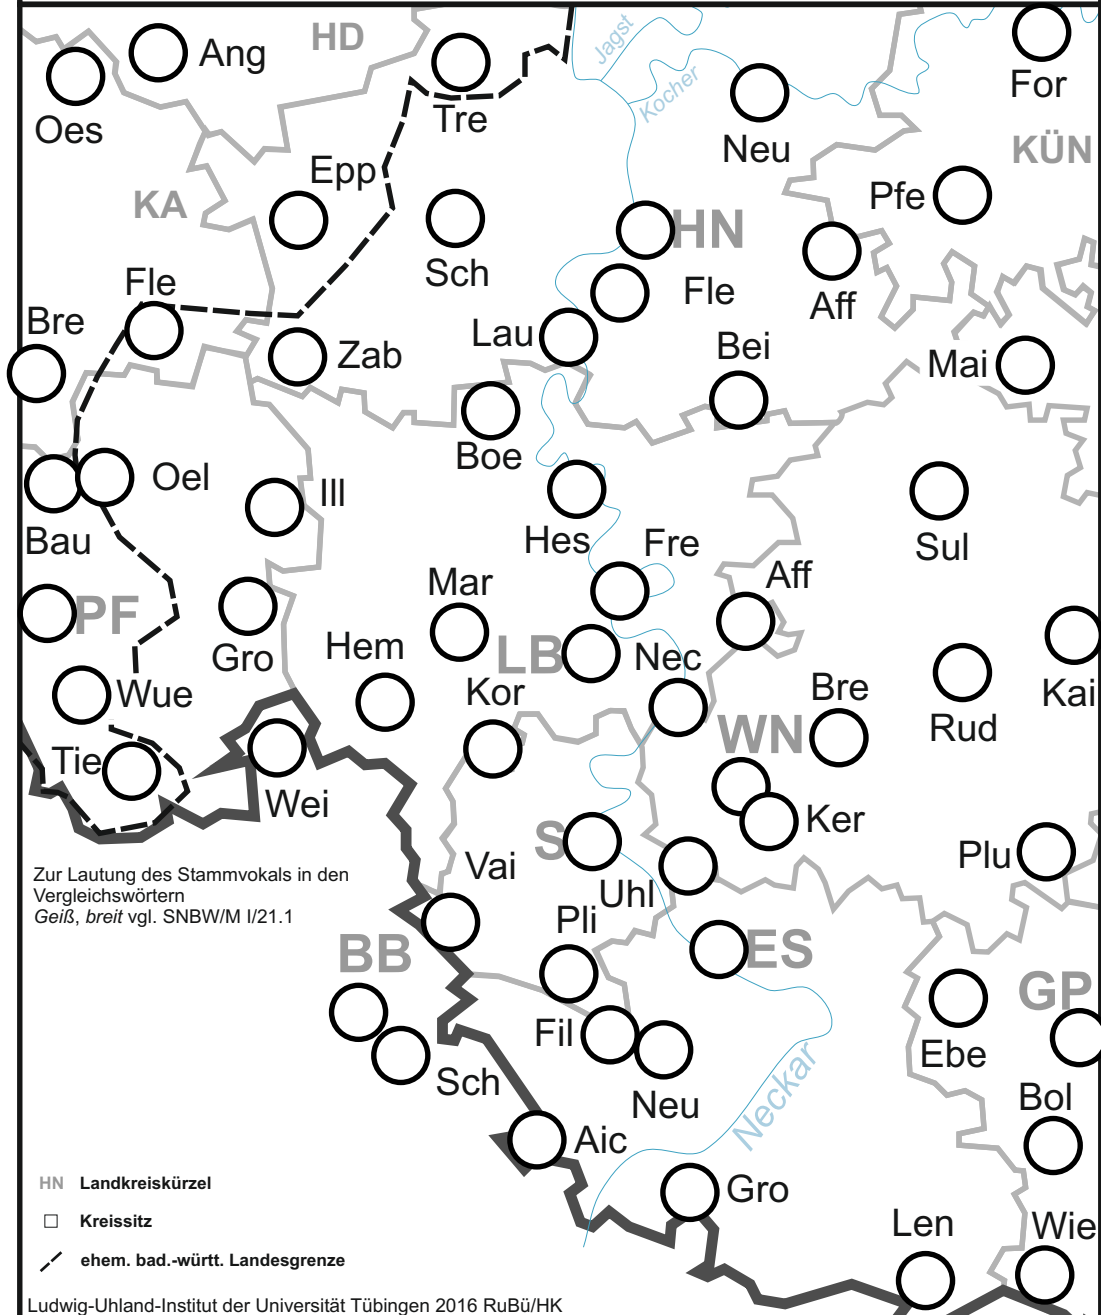 HD
Jagst
Ang
For
Oes
Tre
Kocher
Neu
KÜN
Epp
KA
Pfe
HN
Sch
Fle
Fle
Aff
Bre
Lau
Zab
Bei
Mai
Boe
Oel
Ill
Bau
Hes
Fre
Sul
Mar
Aff
PF
Gro
Hem
LB
Nec
Wue
Kor
Bre
Rud
Kai
WN
Tie
Wei
Ker
S
Plu
Vai
Uhl
Zur Lautung des Stammvokals in den
Vergleichswörtern
Geiß, breit vgl. SNBW/M I/21.1
Pli
BB
ES
GP
Fil
Ebe
Sch
Neu
Neckar
Bol
Aic
Gro
HN Landkreiskürzel
Kreissitz
Len
Wie
ehem. bad.-württ. Landesgrenze
Ludwig-Uhland-Institut der Universität Tübingen 2016 RuBü/HK